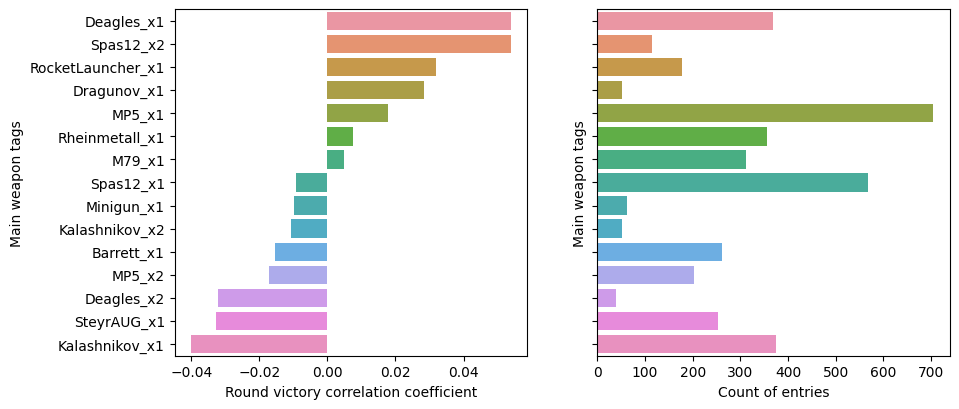 Main weapon tags
Deagles_x1
Spas12_x2
RocketLauncher_x1
Dragunov_x1
MP5_x1
Rheinmetall_x1
M79_x1
Spas12_x1
Minigun_x1
Kalashnikov_x2
Barrett_x1
MP5_x2
Deagles_x2
SteyrAUG_x1
Kalashnikov_x1
−0.04 −0.02 0.00 0.02 0.04
Round victory correlation coefficient
Main weapon tags
0 100 200 300 400 500 600 700
Count of entries